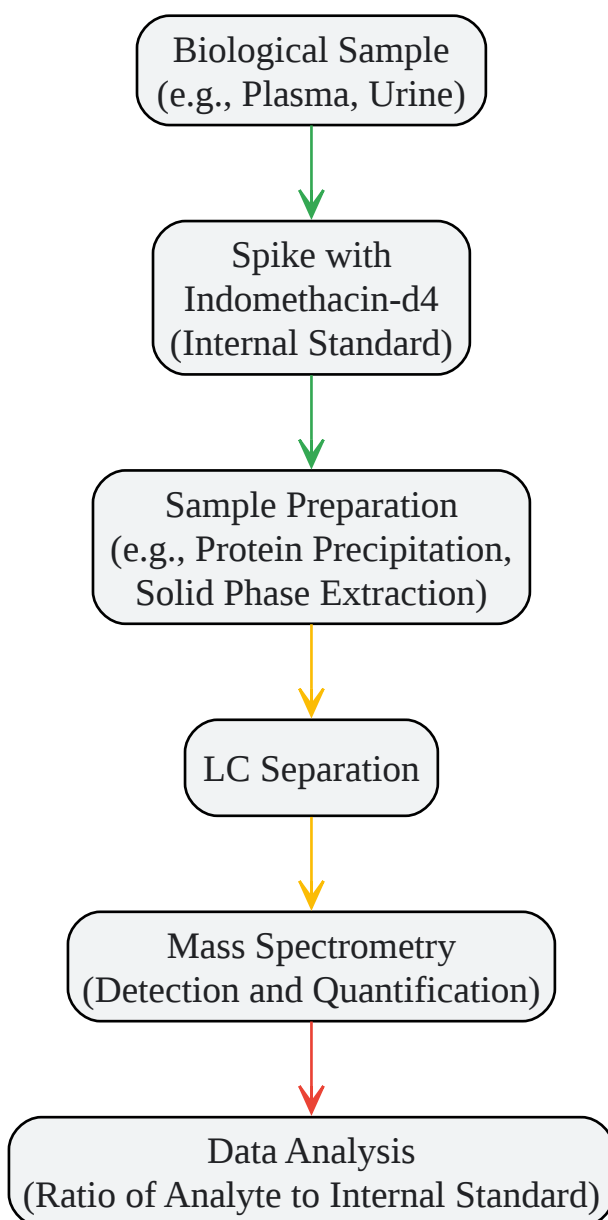 Biological Sample
(e.g., Plasma, Urine)
Spike with
Indomethacin-d4
(Internal Standard)
Sample Preparation
(e.g., Protein Precipitation,
Solid Phase Extraction)
LC Separation
Mass Spectrometry
(Detection and Quantification)
Data Analysis
(Ratio of Analyte to Internal Standard)